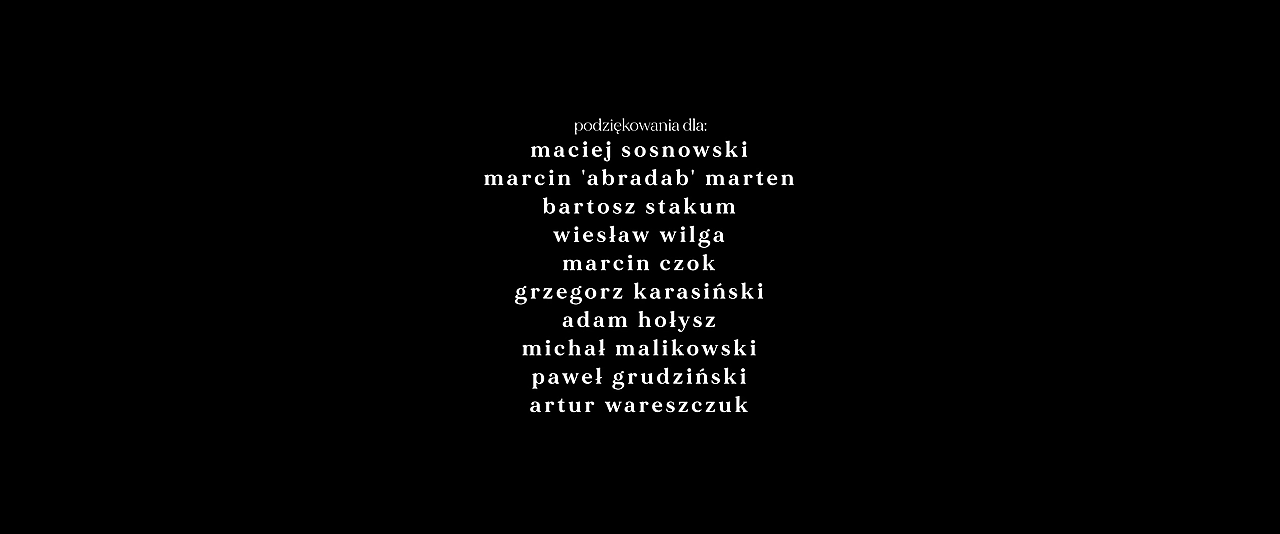 podziękowania dla:
maciej sosnowski
marcin 'abradab' marten
bartosz stakum
wiesław wilga
marcin czok
grzegorz karasiński
adam hołysz
michał malikowski
paweł grudziński
artur wareszczuk